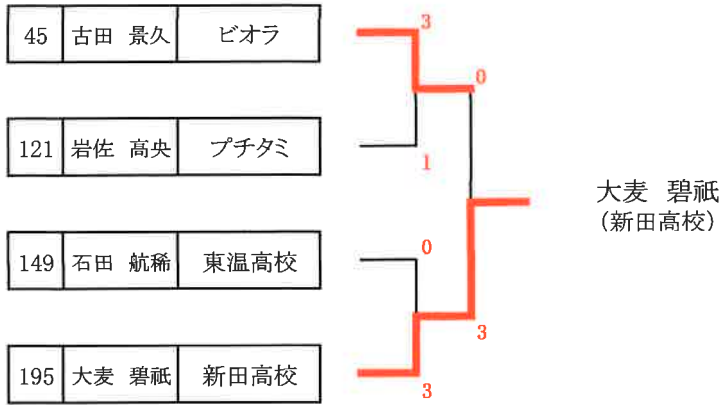 45 古田 景久 ビオラ
3
0
121 岩佐 高央 プチタミ
1
大麦 碧祇
(新田高校)
149 石田 航稀 東温高校
0
3
195 大麦 碧祇 新田高校
3